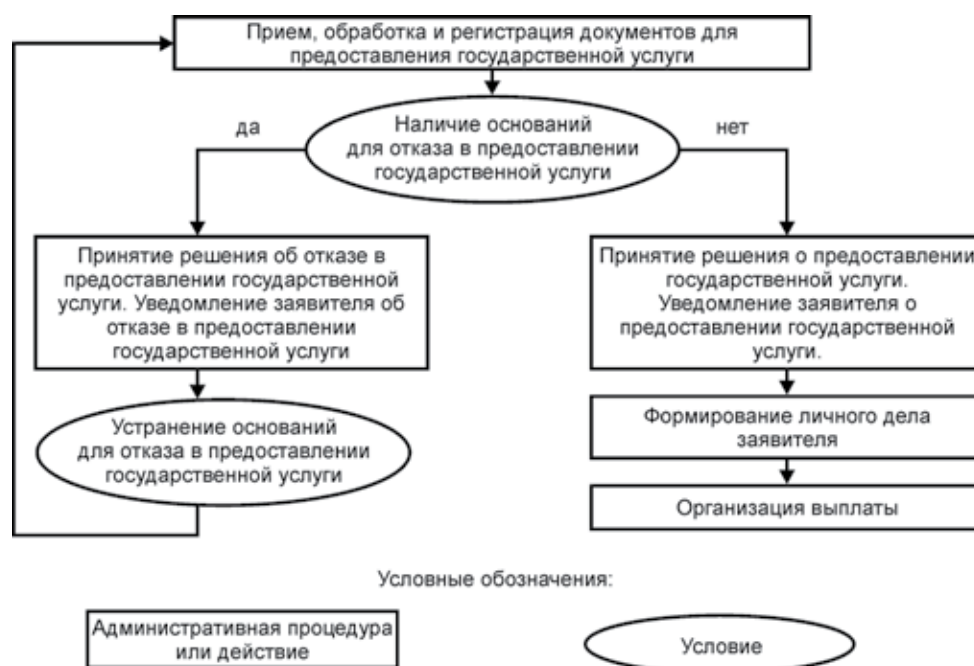 Прием, обработка и регистрация документов для
предоставления государственной услуги
да
Наличие оснований
для отказа в предоставлении
государственной услуги
нет
Принятие решения об отказе в
предоставлении государственной
услуги. Уведомление заявителя об
отказе в предоставлении
государственной услуги
Принятие решения о предоставлении
государственной услуги.
Уведомление заявителя о
предоставлении государственной
услуги.
Устранение оснований
для отказа в предоставлении
государственной услуги
Формирование личного дела
заявителя
Организация выплаты
Условные обозначения:
Административная процедура
или действие
Условие